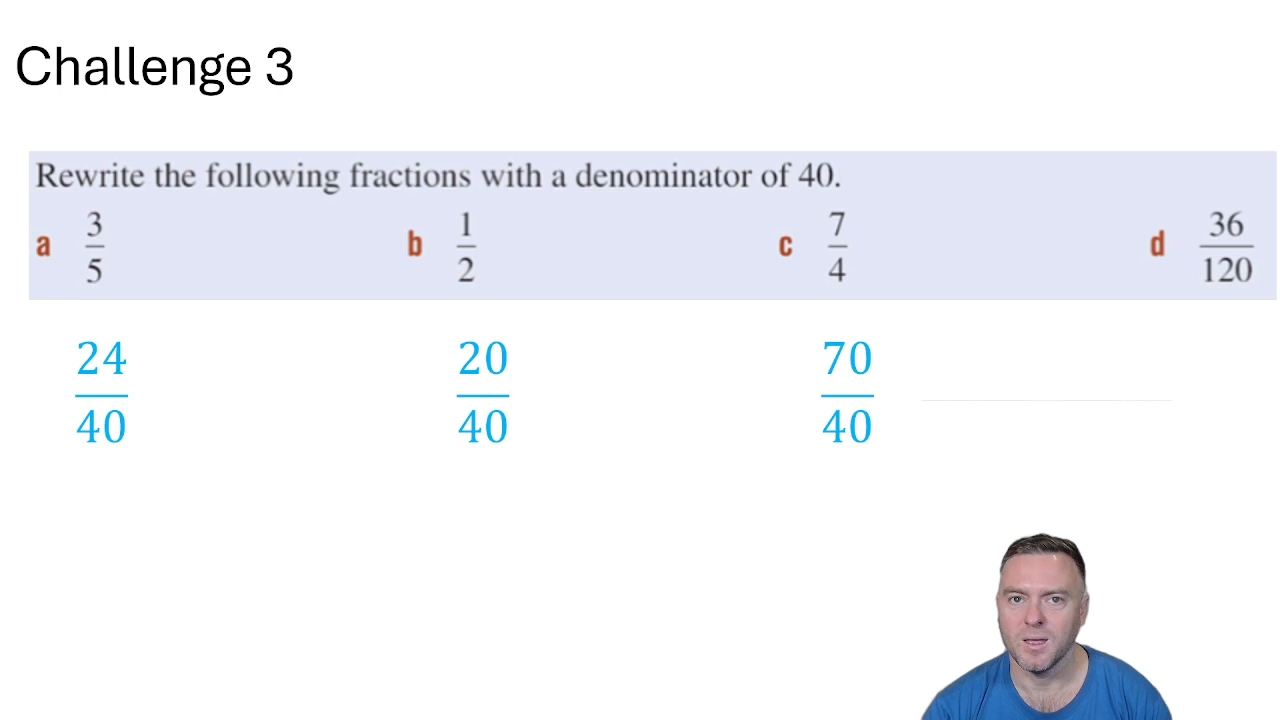 Challenge 3
Rewrite the following fractions with a denominator of 40.
a 3/5 b 1/2 c 7/4 d 36/120
24/40 20/40 70/40